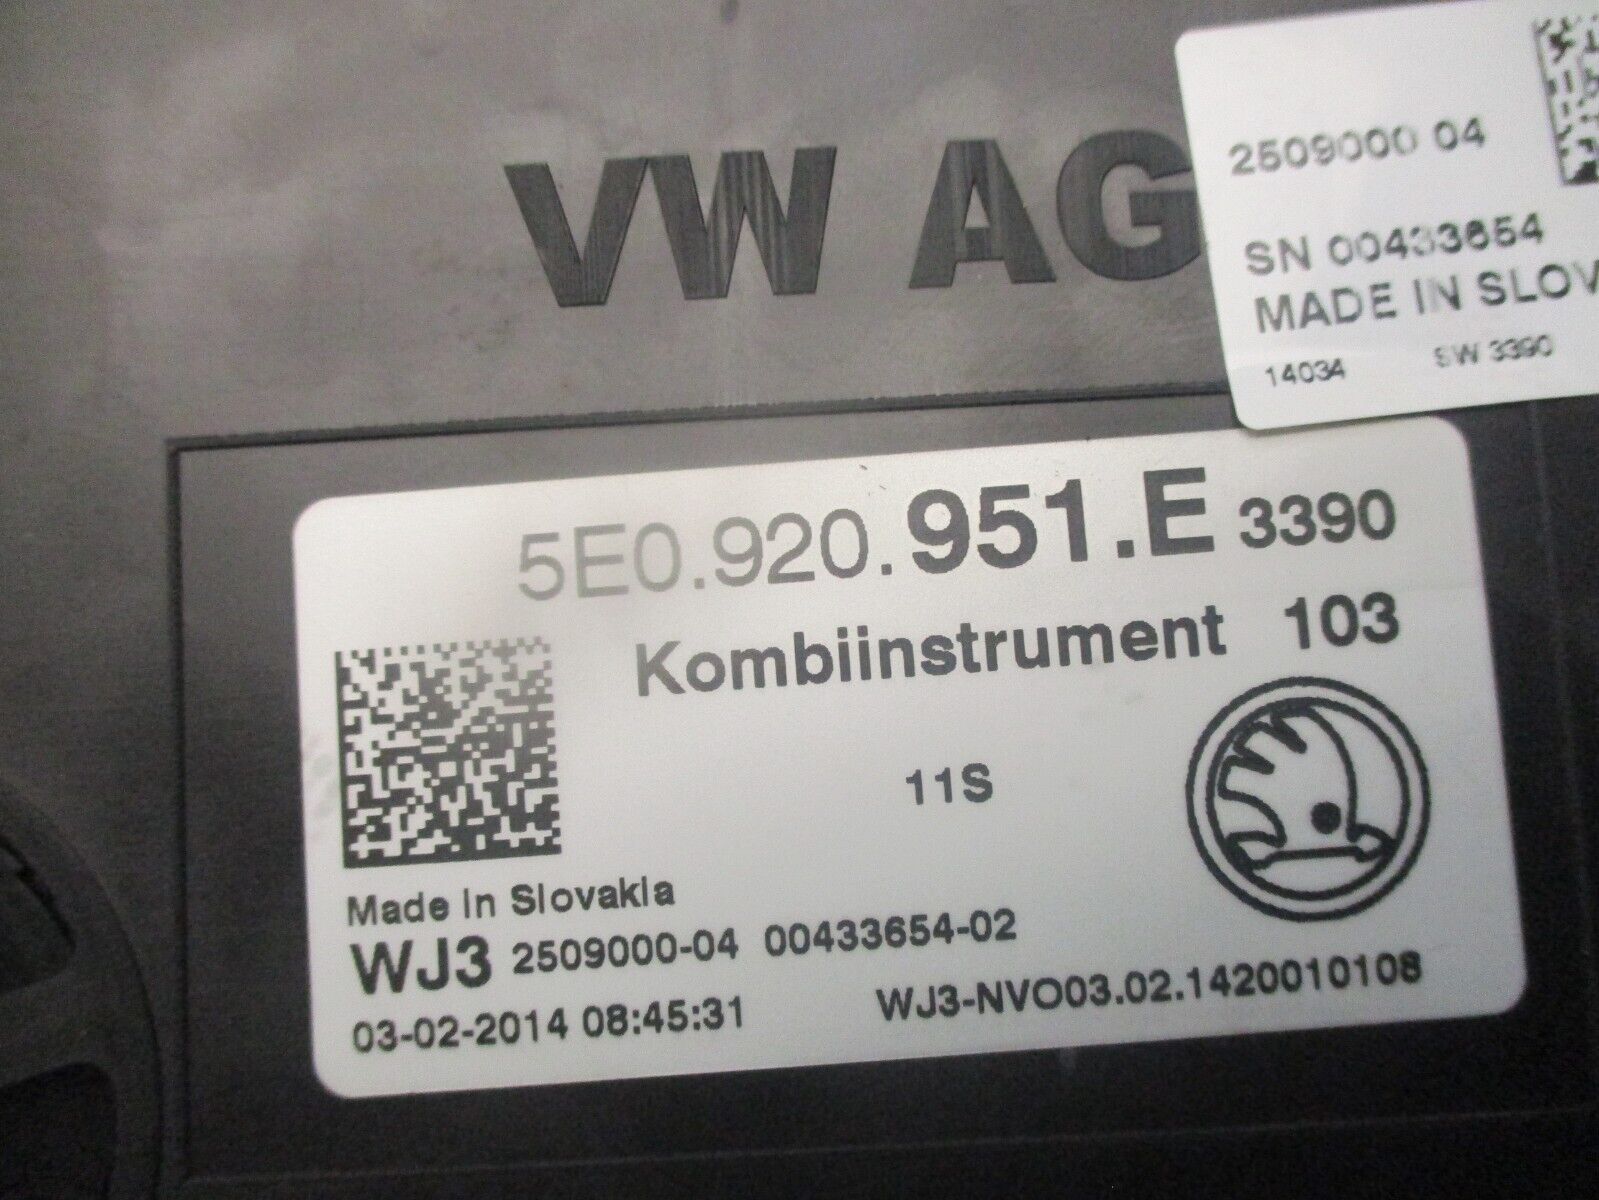 VW AG
2509000 04
SN 00433654
MADE IN SLOV
14034 SW 3390
5E0.920.951.E 3390
Kombiinstrument 103
11S
Made In Slovakia
WJ3 2509000-04 00433654-02
03-02-2014 08:45:31 WJ3-NVO03.02.1420010108